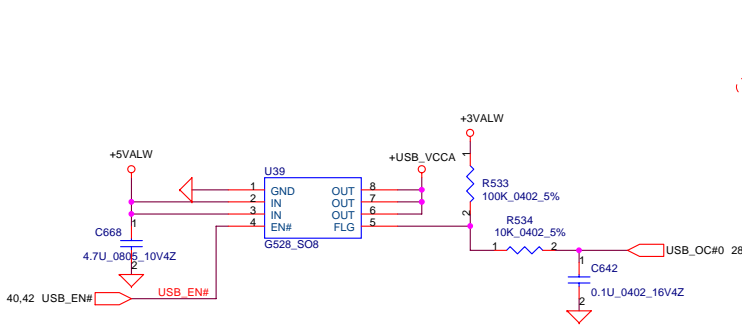 +3VALW
+5VALW
+USB_VCCA
U39
1 GND OUT 8
2 IN OUT 7
3 IN OUT 6
4 EN# FLG 5
G528_SO8
1
R533
100K_0402_5%
2
R534
10K_0402_5%
1 2
USB_OC#0 28
1
C668
4.7U_0805_10V4Z
2
1
C642
0.1U_0402_16V4Z
2
40,42 USB_EN#
USB_EN#